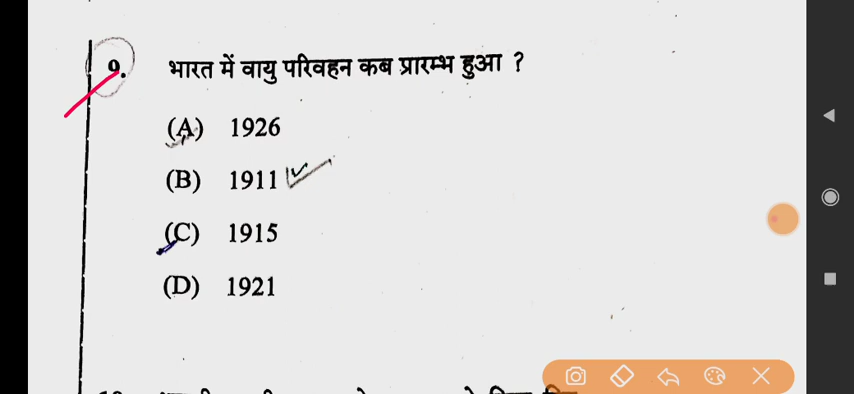 9. भारत में वायु परिवहन कब प्रारम्भ हुआ ?
(A) 1926
(B) 1911
(C) 1915
(D) 1921